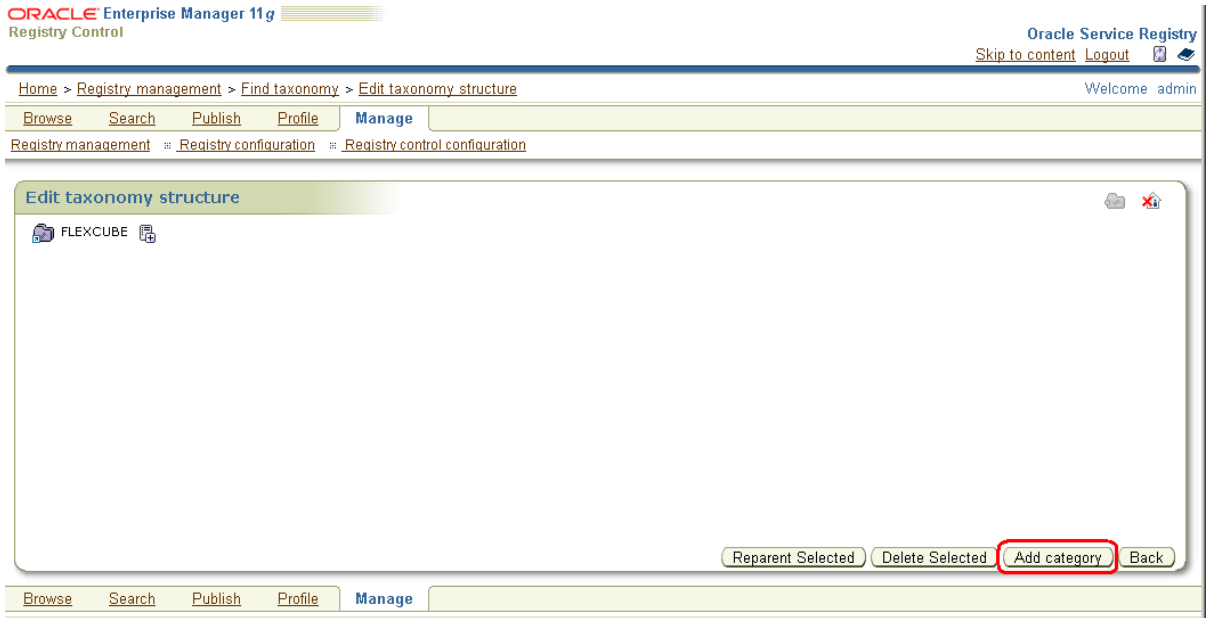 ORACLE Enterprise Manager 11g
Registry Control
Oracle Service Registry
Skip to content Logout
Home > Registry management > Find taxonomy > Edit taxonomy structure
Welcome admin
Browse Search Publish Profile Manage
Registry management Registry configuration Registry control configuration
Edit taxonomy structure
FLEXCUBE
Reparent Selected Delete Selected Add category Back
Browse Search Publish Profile Manage